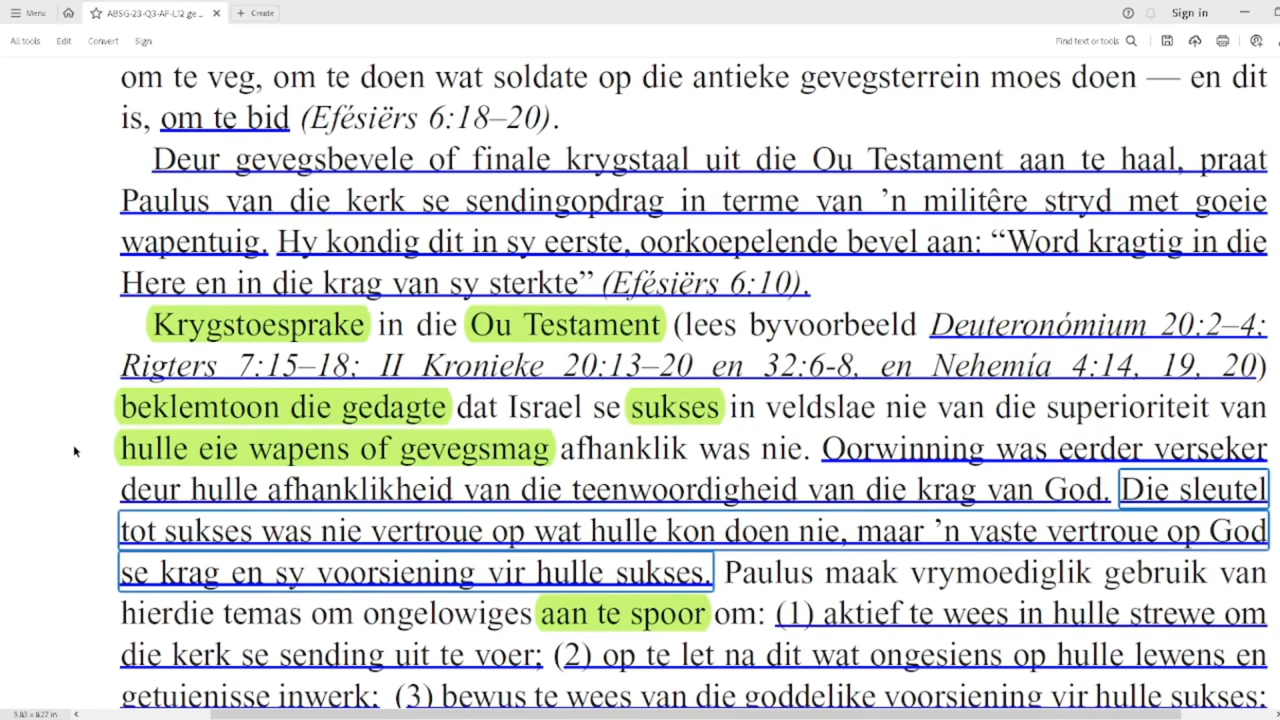 Menu
ABSG-23-Q3-AF-L12 ge ...
Create
Sign in
All tools
Edit
Convert
Sign
Find text or tools
om te veg, om te doen wat soldate op die antieke gevegsterrein moes doen — en dit
is, om te bid (Efésiërs 6:18–20).
Deur gevegsbevele of finale krygstaal uit die Ou Testament aan te haal, praat
Paulus van die kerk se sendingopdrag in terme van ’n militêre stryd met goeie
wapentuig. Hy kondig dit in sy eerste, oorkoepelende bevel aan: “Word kragtig in die
Here en in die krag van sy sterkte” (Efésiërs 6:10).
Krygstoesprake in die Ou Testament (lees byvoorbeeld Deuteronómium 20:2–4;
Rigters 7:15–18; II Kronieke 20:13–20 en 32:6-8, en Nehemía 4:14, 19, 20)
beklemtoon die gedagte dat Israel se sukses in veldslae nie van die superioriteit van
hulle eie wapens of gevegsmag afhanklik was nie. Oorwinning was eerder verseker
deur hulle afhanklikheid van die teenwoordigheid van die krag van God. Die sleutel
tot sukses was nie vertroue op wat hulle kon doen nie, maar ’n vaste vertroue op God
se krag en sy voorsiening vir hulle sukses. Paulus maak vrymoediglik gebruik van
hierdie temas om ongelowiges aan te spoor om: (1) aktief te wees in hulle strewe om
die kerk se sending uit te voer; (2) op te let na dit wat ongesiens op hulle lewens en
getuienisse inwerk; (3) bewus te wees van die goddelike voorsiening vir hulle sukses;
5.83 x 8.27 in